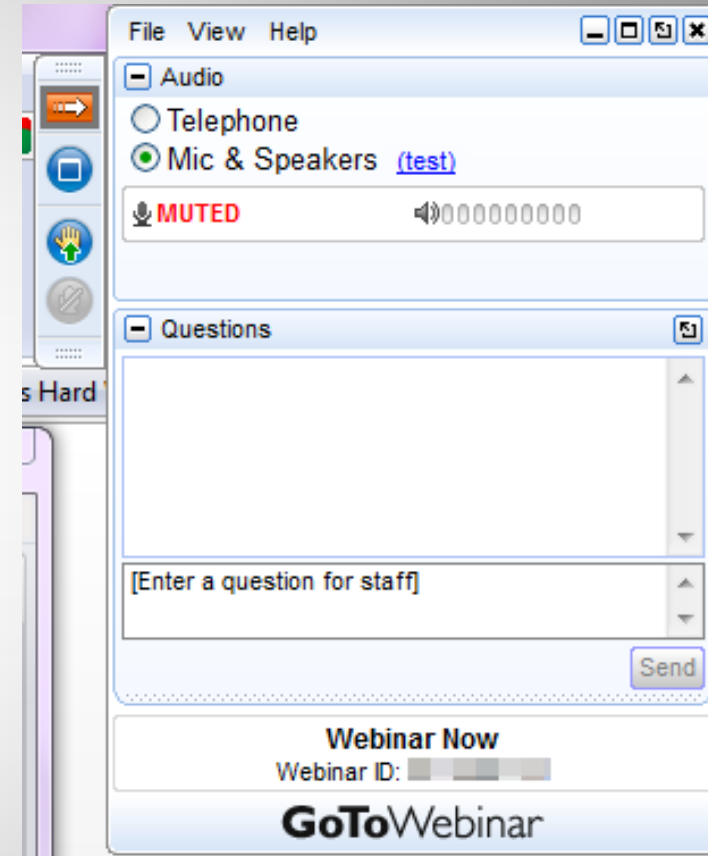 File View Help
Audio
Telephone
Mic & Speakers (test)
MUTED
Questions
s Hard
[Enter a question for staff]
Send
Webinar Now
Webinar ID:
GoToWebinar